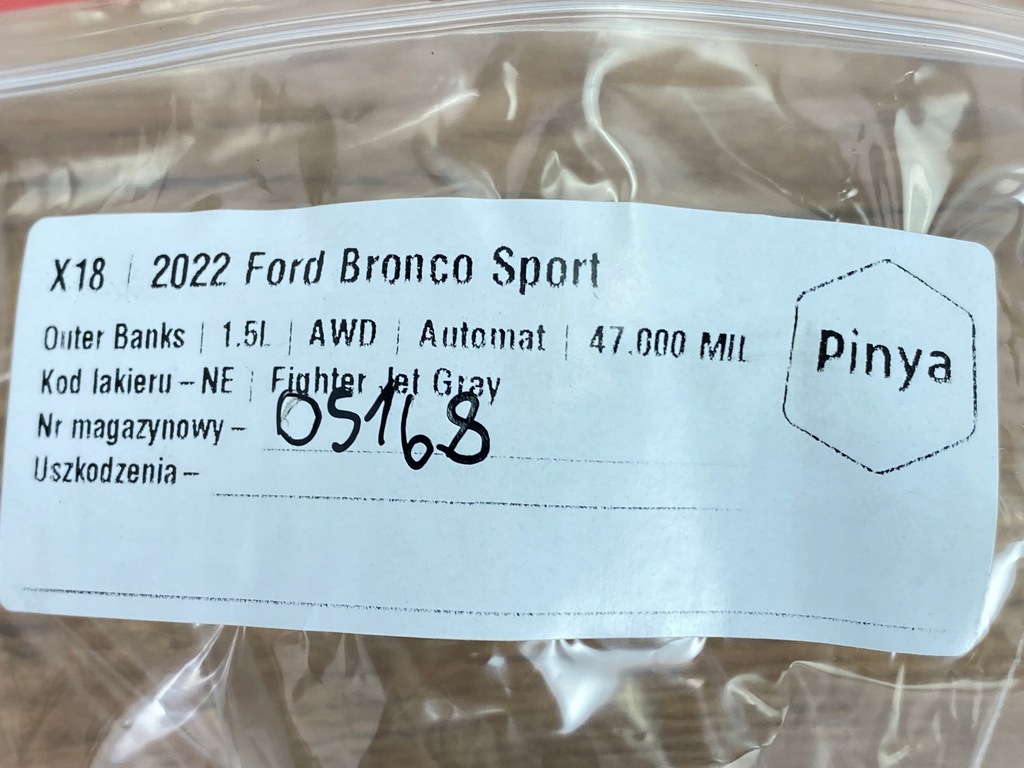 X18 | 2022 Ford Bronco Sport
Outer Banks | 1.5L | AWD | Automat | 47.000 MIL
Kod lakieru – NE | Fighter Jet Gray
Nr magazynowy – 05168
Uszkodzenia –
Pinya